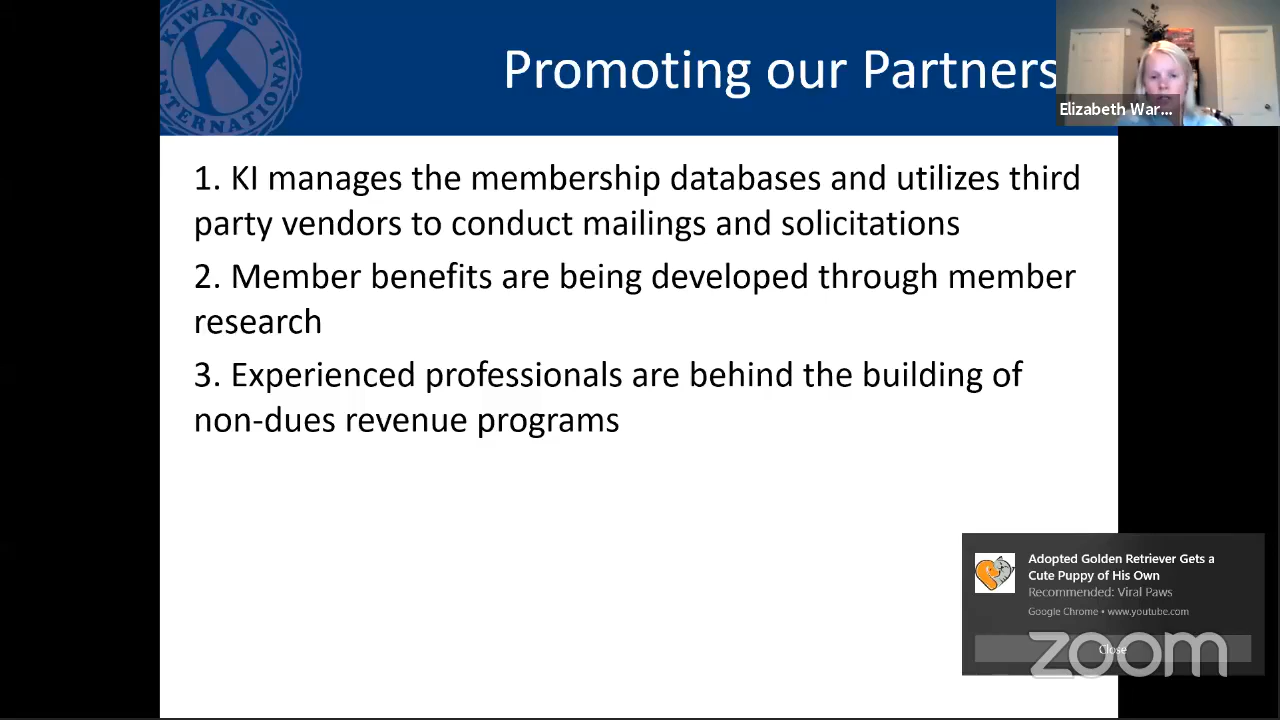 KIWANIS
K
INTERNATIONAL
Promoting our Partners
Elizabeth War...
1. KI manages the membership databases and utilizes third
party vendors to conduct mailings and solicitations
2. Member benefits are being developed through member
research
3. Experienced professionals are behind the building of
non-dues revenue programs
Adopted Golden Retriever Gets a
Cute Puppy of His Own
Recommended: Viral Paws
Google Chrome • www.youtube.com
Close
zoom